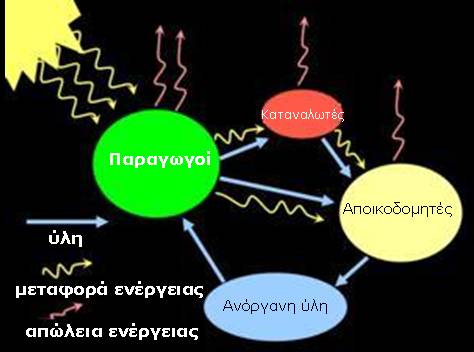 Καταναλωτές
Παραγωγοί
Αποικοδομητές
ύλη
μεταφορά ενέργειας
Ανόργανη ύλη
απώλεια ενέργειας